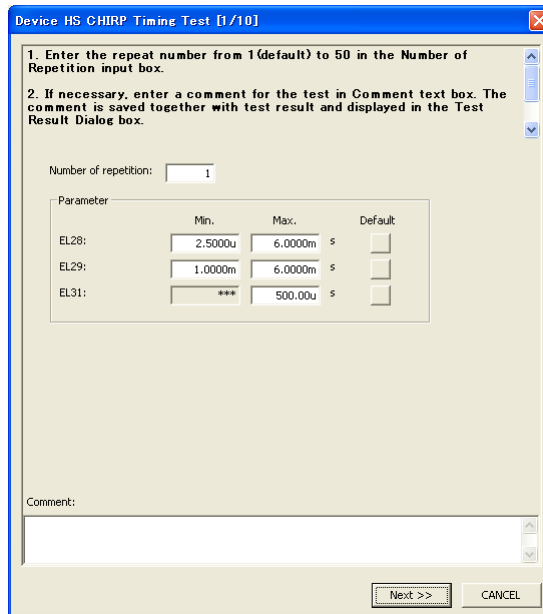 Device HS CHIRP Timing Test [1/10]
1. Enter the repeat number from 1(default) to 50 in the Number of
Repetition input box.
2. If necessary, enter a comment for the test in Comment text box. The
comment is saved together with test result and displayed in the Test
Result Dialog box.
Number of repetition: 1
Parameter
Min. Max. Default
EL28: 2.5000u 6.0000m s
EL29: 1.0000m 6.0000m s
EL31: *** 500.00u s
Comment:
Next >> CANCEL